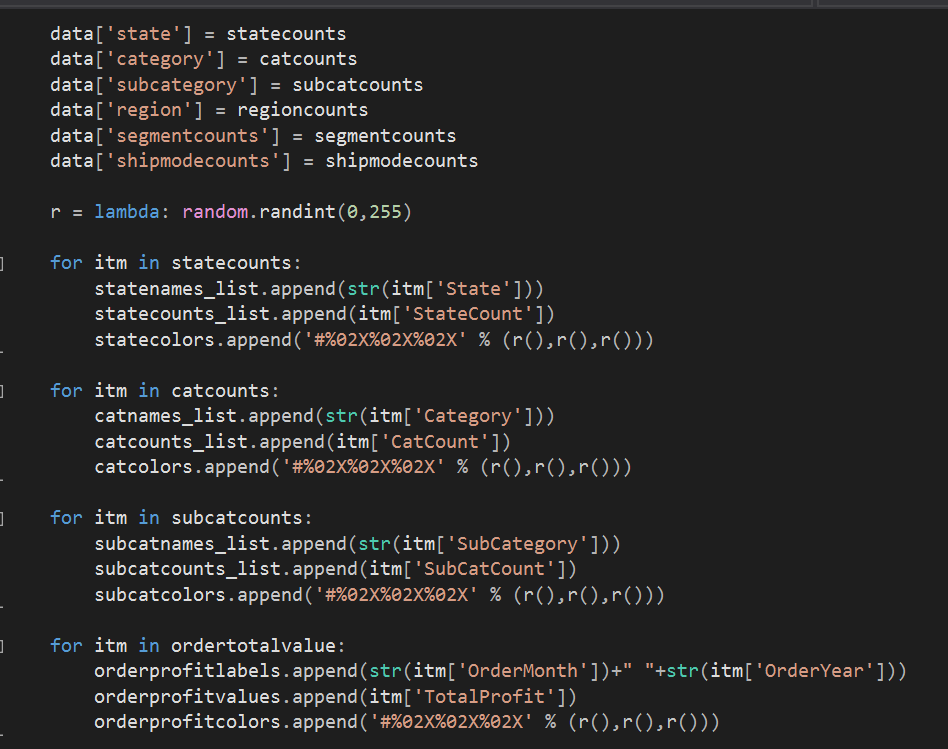 data['state'] = statecounts
data['category'] = catcounts
data['subcategory'] = subcatcounts
data['region'] = regioncounts
data['segmentcounts'] = segmentcounts
data['shipmodecounts'] = shipmodecounts
r = lambda: random.randint(0,255)
for itm in statecounts:
    statenames_list.append(str(itm['State']))
    statecounts_list.append(itm['StateCount'])
    statecolors.append('#%02X%02X%02X' % (r(),r(),r()))
for itm in catcounts:
    catnames_list.append(str(itm['Category']))
    catcounts_list.append(itm['CatCount'])
    catcolors.append('#%02X%02X%02X' % (r(),r(),r()))
for itm in subcatcounts:
    subcatnames_list.append(str(itm['SubCategory']))
    subcatcounts_list.append(itm['SubCatCount'])
    subcatcolors.append('#%02X%02X%02X' % (r(),r(),r()))
for itm in ordertotalvalue:
    orderprofitlabels.append(str(itm['OrderMonth'])+" "+str(itm['OrderYear']))
    orderprofitvalues.append(itm['TotalProfit'])
    orderprofitcolors.append('#%02X%02X%02X' % (r(),r(),r()))